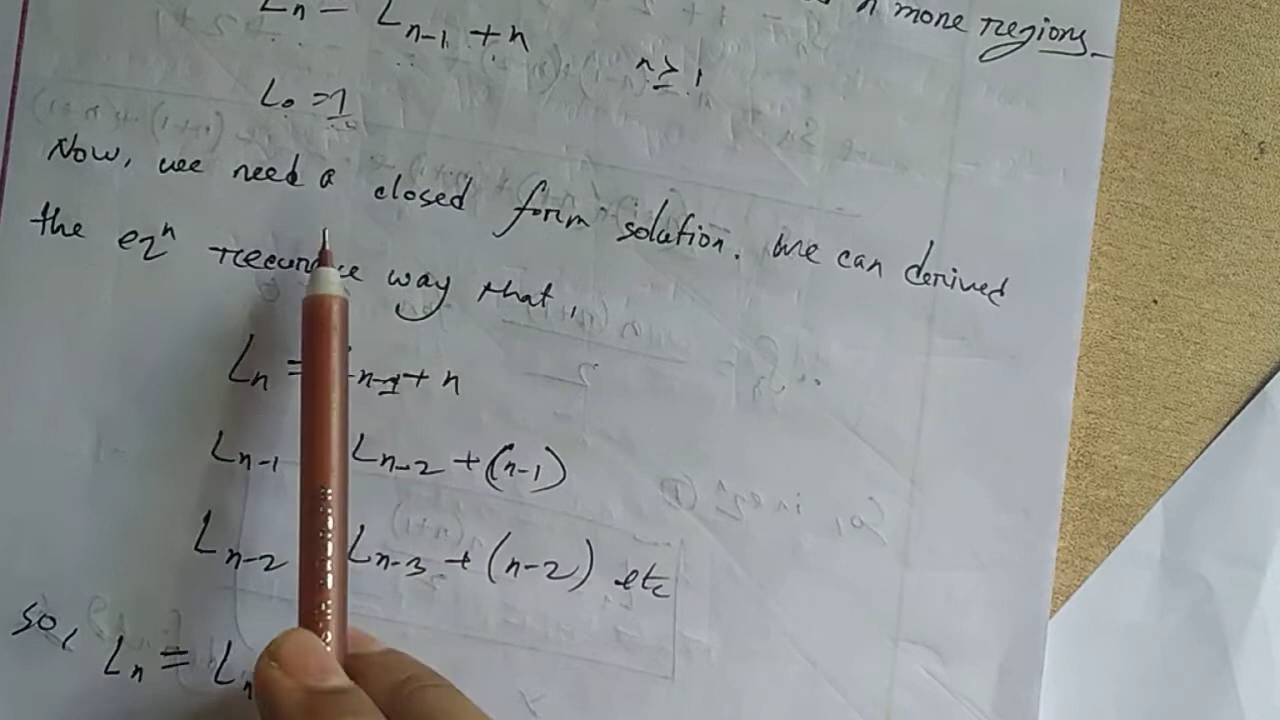 n more regions.
Ln = Ln-1 + n
n ≥ 1
L0 = 1
Now, we need a closed form solution. we can derived
the eqn way that,
Ln = n-1 + n
Ln-1 Ln-2 + (n-1)
Ln-2 Ln-3 + (n-2) etc
So, Ln = Ln